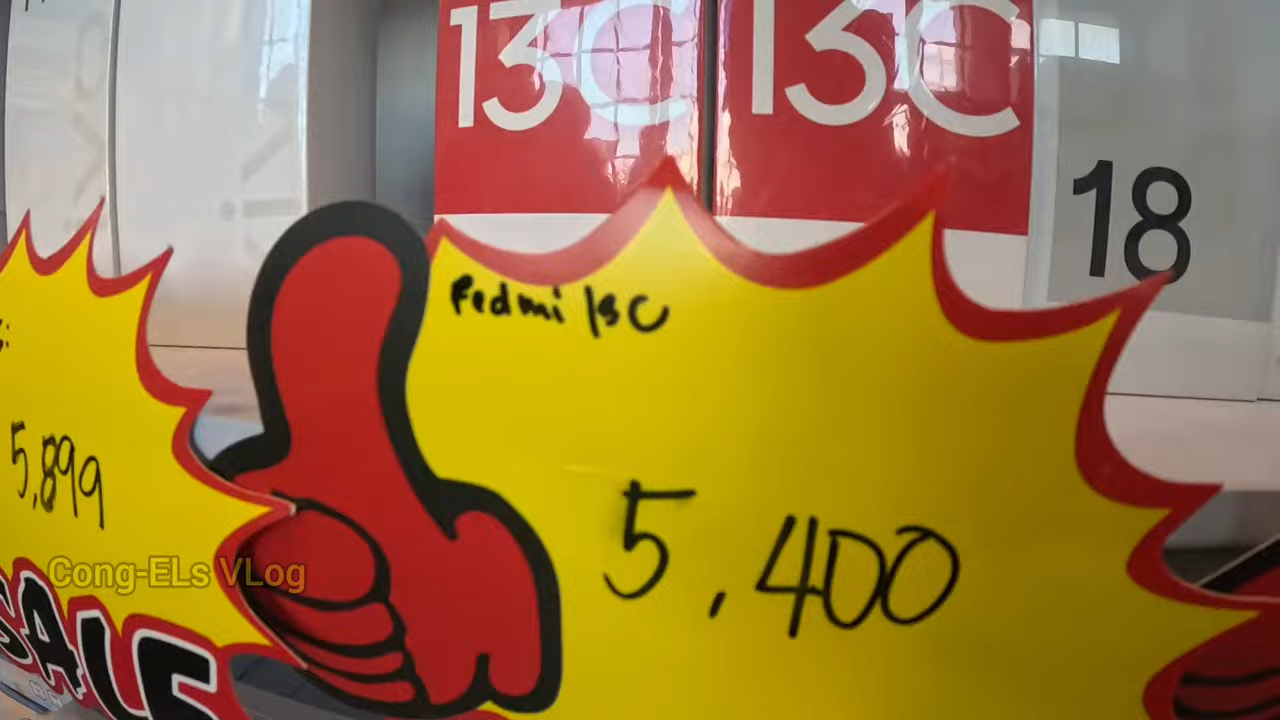 13C 13C
18
Redmi 13C
5,899
5,400
Cong-ELs VLog
SALE